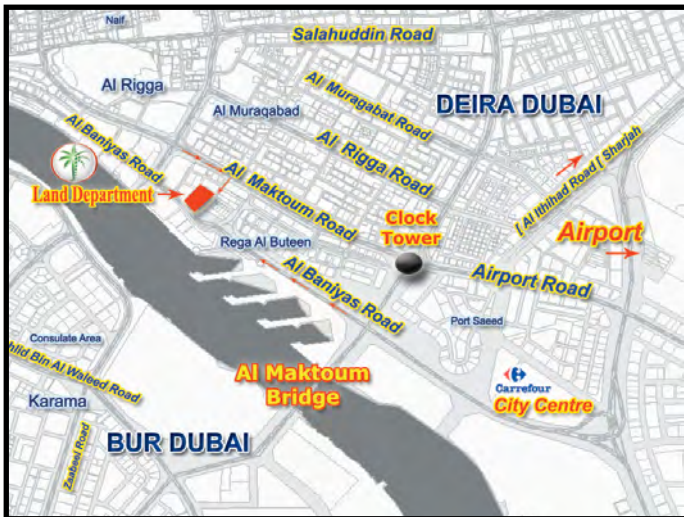 Naif
Salahuddin Road
Al Rigga
Al Muraqabad
Al Muragabat Road
DEIRA DUBAI
Al Baniyas Road
Al Rigga Road
[ Al Ithihad Road [ Sharjah
Land Department
Al Maktoum Road
Clock
Tower
Airport
Rega Al Buteen
Al Baniyas Road
Airport Road
Port Saeed
Consulate Area
hlid Bin Al Waleed Road
Al Maktoum
Bridge
Carrefour
City Centre
Karama
Zaabeel Road
BUR DUBAI